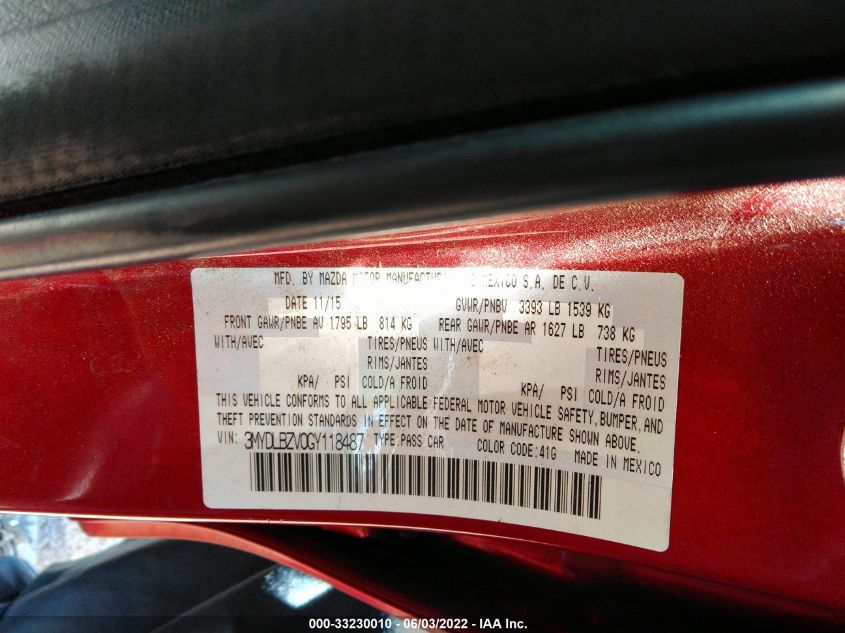 MFD. BY MAZDA MOTOR MANUFACTUR MEXICO S.A. DE C.V.
DATE 11/15 GVWR/PNBV 3393 LB 1539 KG
FRONT GAWR/PNBE AV 1795 LB 814 KG REAR GAWR/PNBE AR 1627 LB 738 KG
WITH/AVEC TIRES/PNEUS WITH/AVEC TIRES/PNEUS
RIMS/JANTES RIMS/JANTES
KPA/ PSI COLD/A FROID KPA/ PSI COLD/A FROID
THIS VEHICLE CONFORMS TO ALL APPLICABLE FEDERAL MOTOR VEHICLE SAFETY, BUMPER, AND
THEFT PREVENTION STANDARDS IN EFFECT ON THE DATE OF MANUFACTURE SHOWN ABOVE.
VIN: 3MYDLBZV0GY118487 TYPE:PASS CAR COLOR CODE:41G MADE IN MEXICO
000-33230010 - 06/03/2022 - IAA Inc.